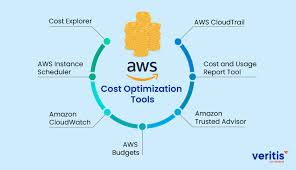 Cost Explorer
AWS CloudTrail
AWS Instance
Scheduler
aws
Cost and Usage
Report Tool
Cost Optimization
Tools
Amazon
CloudWatch
Amazon
Trusted Advisor
AWS
Budgets
veritis